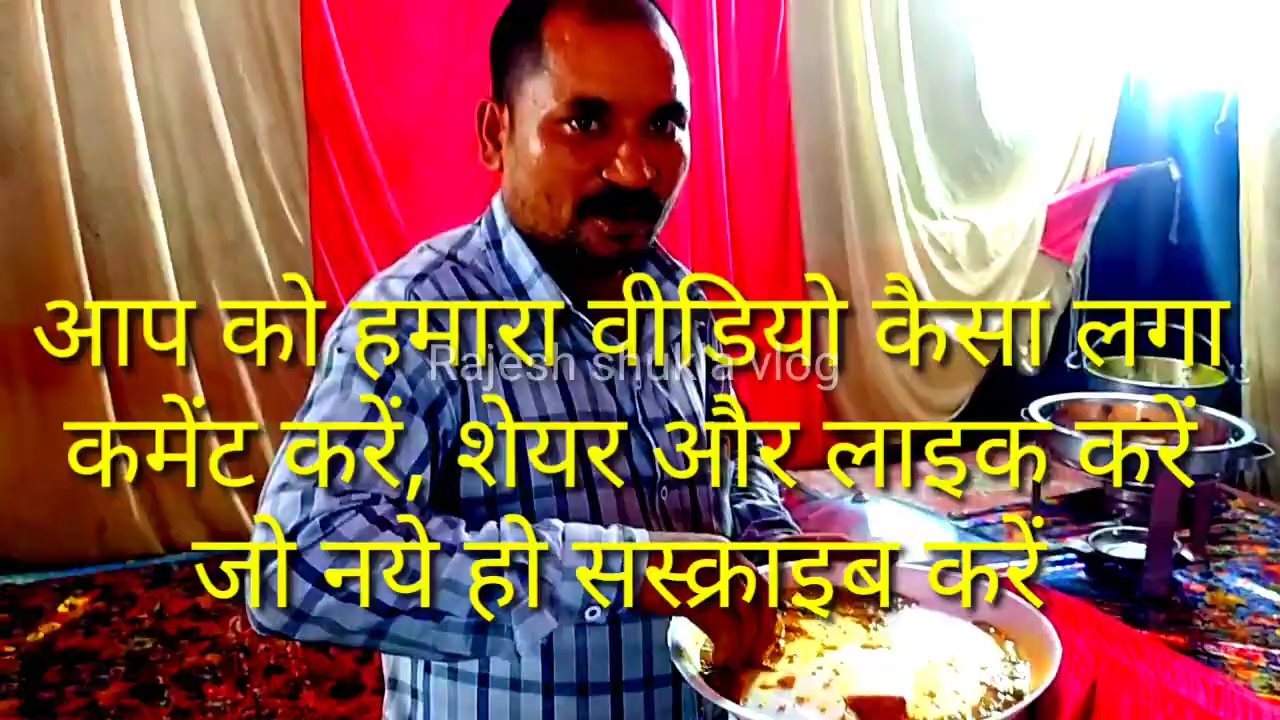 आप को हमारा वीडियो कैसा लगा
Rajesh shukla vlog
कमेंट करें, शेयर और लाइक करें
जो नये हो सस्क्राइब करें